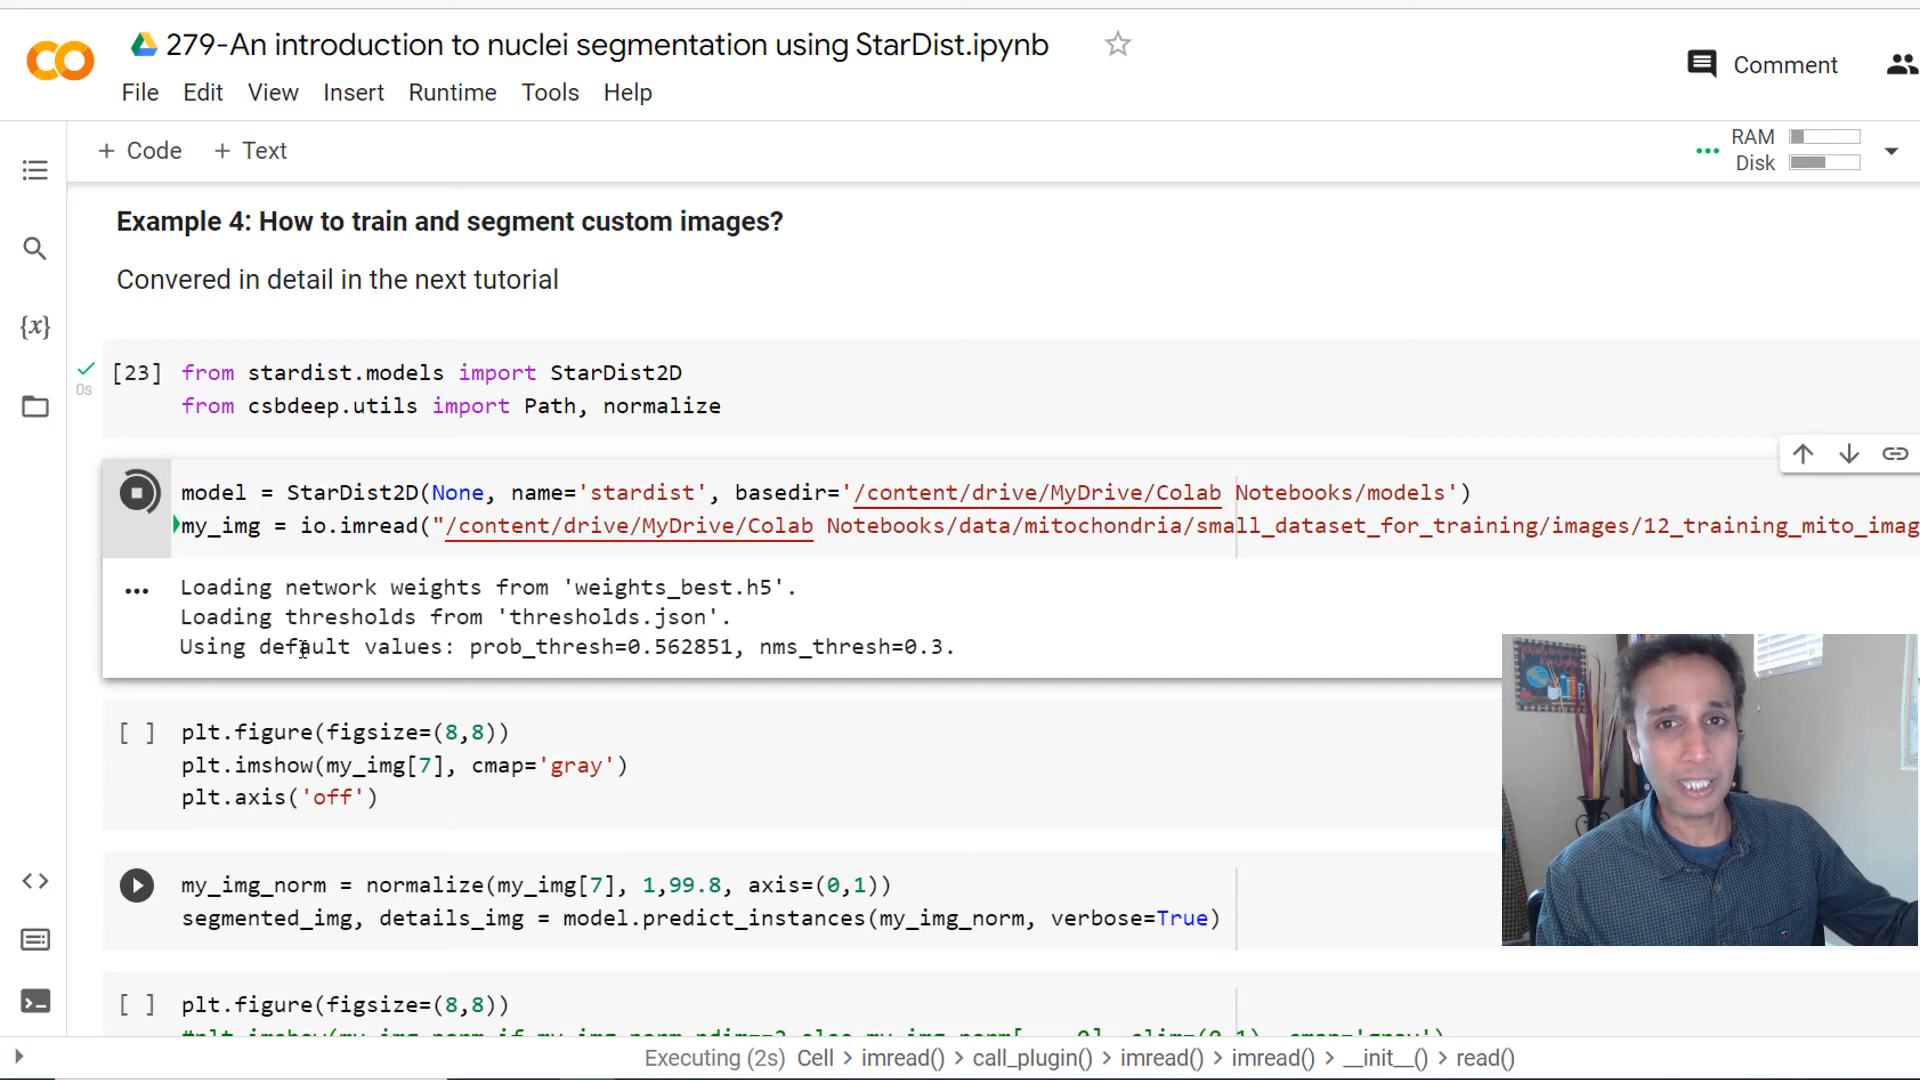 279-An introduction to nuclei segmentation using StarDist.ipynb
Comment
File Edit View Insert Runtime Tools Help
+ Code + Text
RAM
Disk
Example 4: How to train and segment custom images?
Convered in detail in the next tutorial
[23] from stardist.models import StarDist2D
0s
from csbdeep.utils import Path, normalize
model = StarDist2D(None, name='stardist', basedir='/content/drive/MyDrive/Colab Notebooks/models')
my_img = io.imread("/content/drive/MyDrive/Colab Notebooks/data/mitochondria/small_dataset_for_training/images/12_training_mito_imag
Loading network weights from 'weights_best.h5'.
Loading thresholds from 'thresholds.json'.
Using default values: prob_thresh=0.562851, nms_thresh=0.3.
[ ] plt.figure(figsize=(8,8))
plt.imshow(my_img[7], cmap='gray')
plt.axis('off')
my_img_norm = normalize(my_img[7], 1,99.8, axis=(0,1))
segmented_img, details_img = model.predict_instances(my_img_norm, verbose=True)
[ ] plt.figure(figsize=(8,8))
Executing (2s) Cell > imread() > call_plugin() > imread() > imread() > __init__() > read()